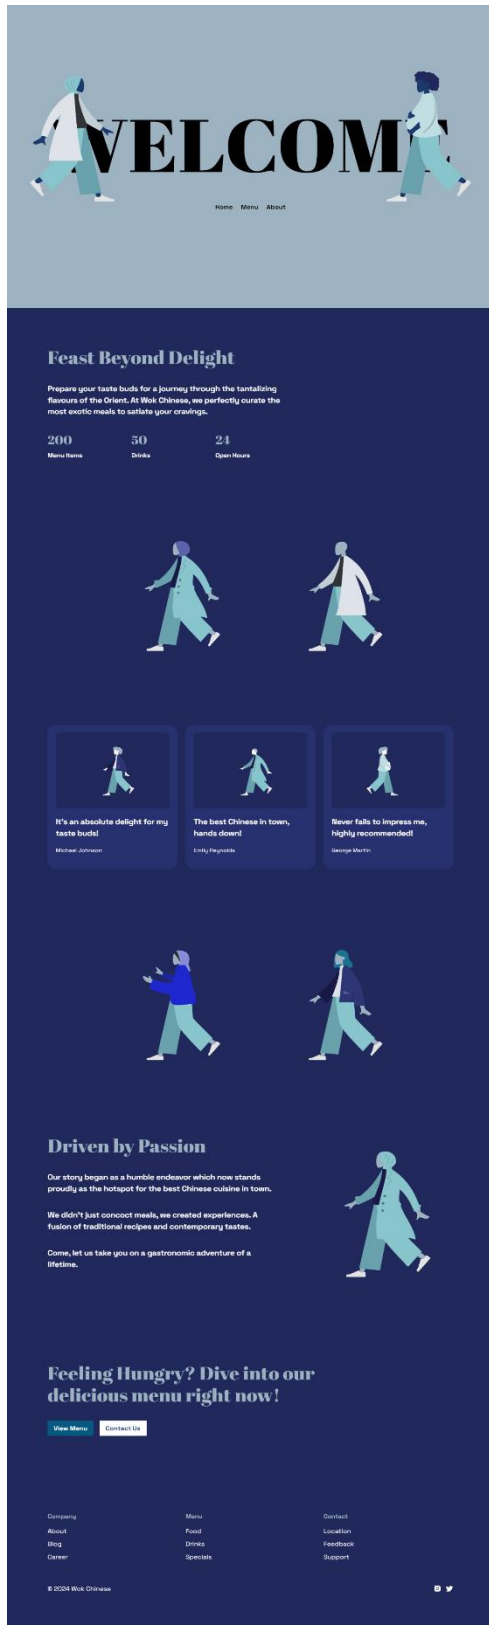 WELCOME
Home Menu About
Feast Beyond Delight
Prepare your taste buds for a journey through the tantalizing
flavours of the Orient. At Wok Chinese, we perfectly curate the
most exotic meals to satiate your cravings.
200 50 24
Menu Items Drinks Open Hours
It's an absolute delight for my
taste buds!
Michael Johnson
The best Chinese in town,
hands down!
Emily Reynolds
Never fails to impress me,
highly recommended!
George Martin
Driven by Passion
Our story began as a humble endeavor which now stands
proudly as the hotspot for the best Chinese cuisine in town.
We didn't just concoct meals, we created experiences. A
fusion of traditional recipes and contemporary tastes.
Come, let us take you on a gastronomic adventure of a
lifetime.
Feeling Hungry? Dive into our
delicious menu right now!
View Menu Contact Us
Company Menu Contact
About Food Location
Blog Drinks Feedback
Career Specials Support
© 2024 Wok Chinese